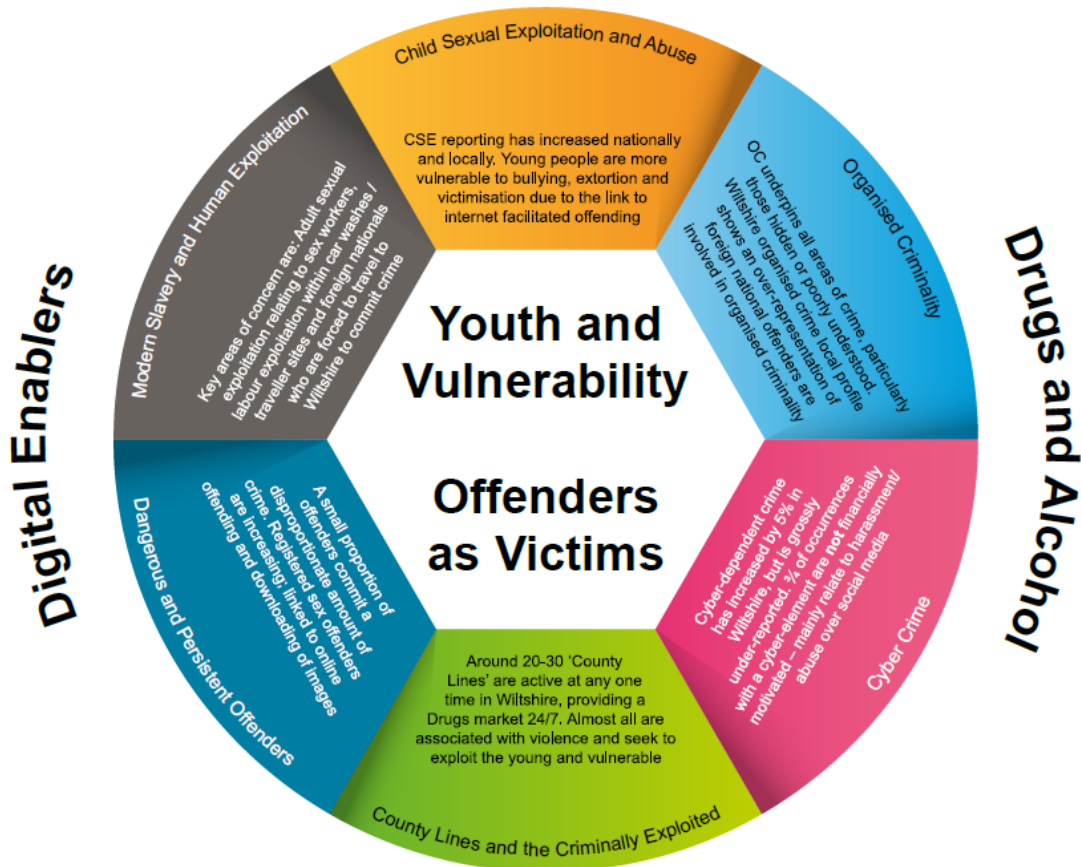 Child Sexual Exploitation and Abuse
CSE reporting has increased nationally
and locally. Young people are more
vulnerable to bullying, extortion and
victimisation due to the link to
internet facilitated offending
Organised Criminality
OC underpins all areas of crime, particularly
those hidden or poorly understood.
Wiltshire organised crime local profile
shows an over-representation of
foreign national offenders are
involved in organised criminality
Cyber Crime
Cyber-dependent crime
has increased by 5% in
Wiltshire, but is grossly
under-reported. ¾ of occurrences
with a cyber-element are not financially
motivated – mainly relate to harassment/
abuse over social media
County Lines and the Criminally Exploited
Around 20-30 ‘County
Lines’ are active at any one
time in Wiltshire, providing a
Drugs market 24/7. Almost all are
associated with violence and seek to
exploit the young and vulnerable
Dangerous and Persistent Offenders
A small proportion of
offenders commit a
disproportionate amount of
crime. Registered sex offenders
are increasing; linked to online
offending and downloading of images
Modern Slavery and Human Exploitation
Key areas of concern are: Adult sexual
exploitation relating to sex workers,
labour exploitation within car washes /
traveller sites and foreign nationals
who are forced to travel to
Wiltshire to commit crime
Youth and
Vulnerability
Offenders
as Victims
Digital Enablers
Drugs and Alcohol